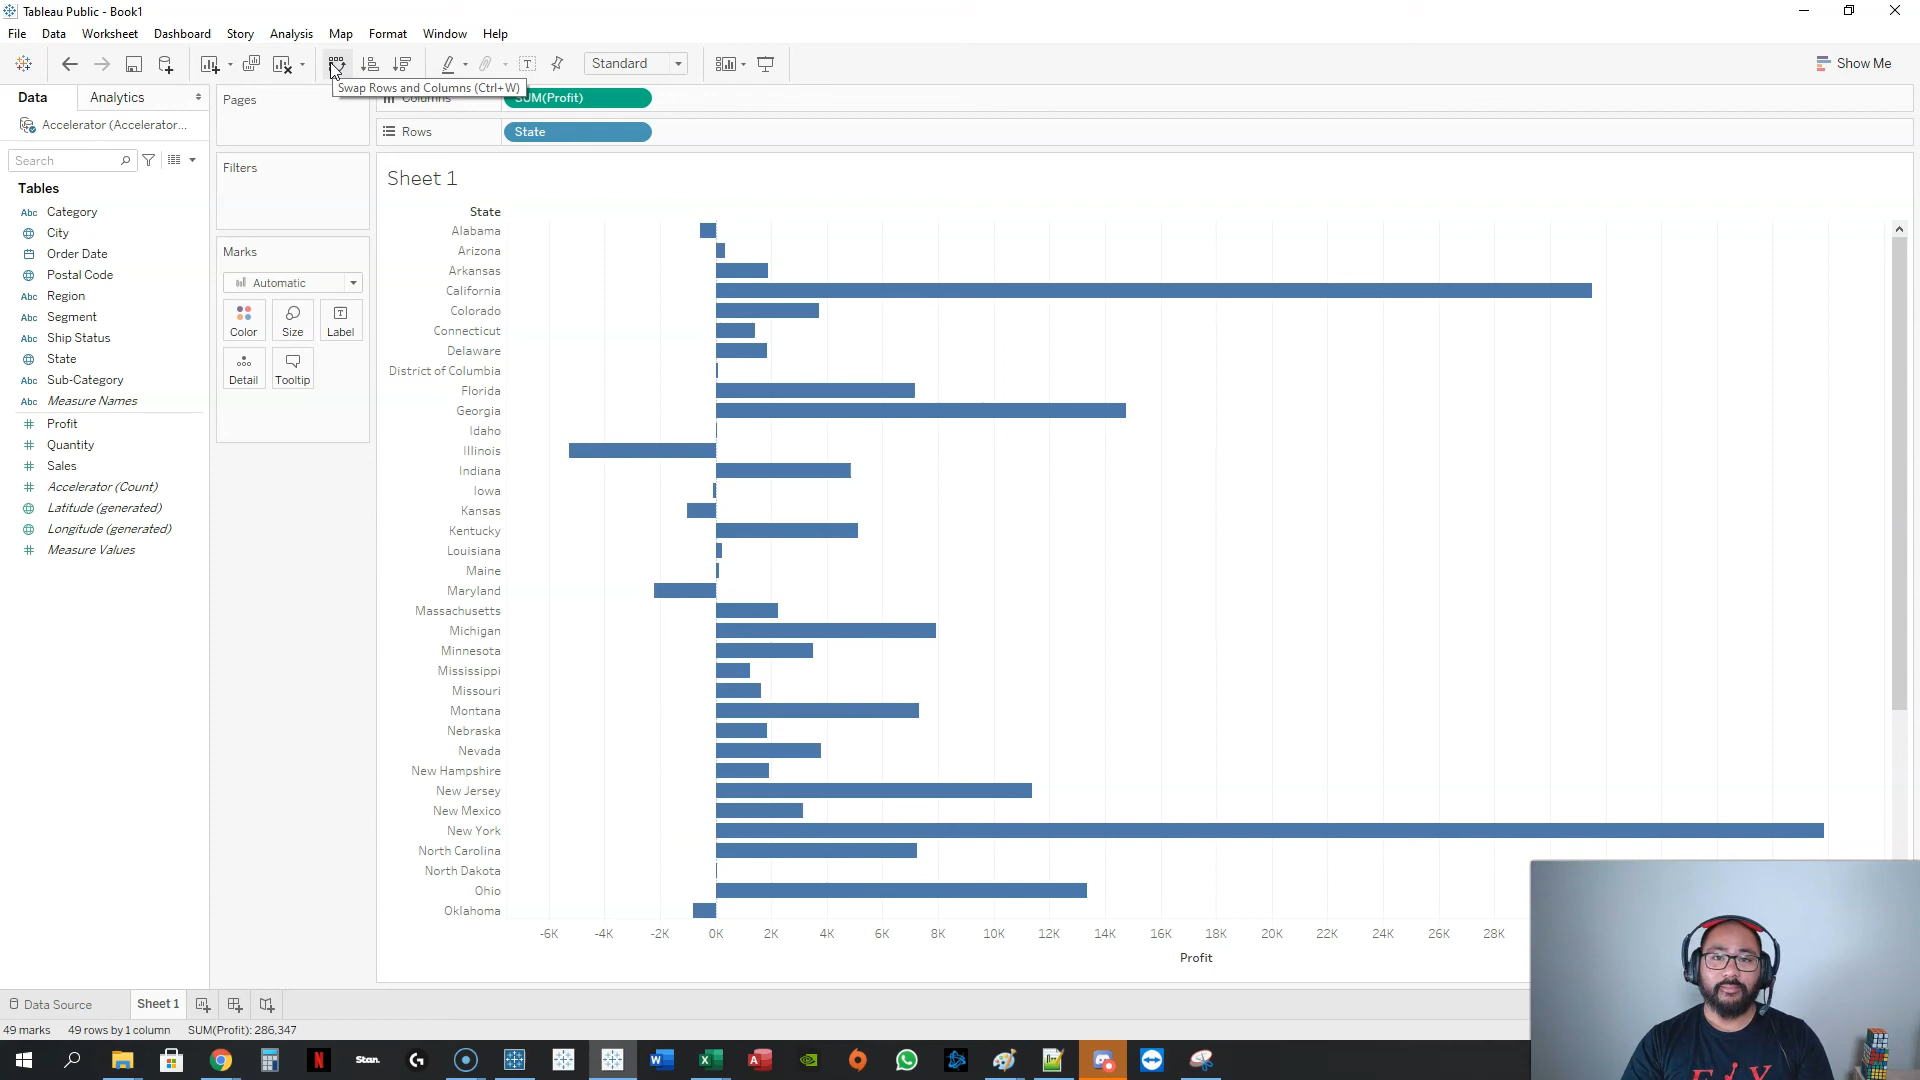 Tableau Public - Book1
File Data Worksheet Dashboard Story Analysis Map Format Window Help
Standard
Show Me
Swap Rows and Columns (Ctrl+W)
Data
Analytics
Pages
SUM(Profit)
Accelerator (Accelerator...
Rows
State
Search
Filters
Tables
Abc Category
City
Order Date
Postal Code
Abc Region
Abc Segment
Abc Ship Status
State
Abc Sub-Category
Abc Measure Names
# Profit
# Quantity
# Sales
# Accelerator (Count)
Latitude (generated)
Longitude (generated)
# Measure Values
Marks
Automatic
Color
Size
Label
Detail
Tooltip
Sheet 1
State
Alabama
Arizona
Arkansas
California
Colorado
Connecticut
Delaware
District of Columbia
Florida
Georgia
Idaho
Illinois
Indiana
Iowa
Kansas
Kentucky
Louisiana
Maine
Maryland
Massachusetts
Michigan
Minnesota
Mississippi
Missouri
Montana
Nebraska
Nevada
New Hampshire
New Jersey
New Mexico
New York
North Carolina
North Dakota
Ohio
Oklahoma
-6K -4K -2K 0K 2K 4K 6K 8K 10K 12K 14K 16K 18K 20K 22K 24K 26K 28K
Profit
Data Source
Sheet 1
49 marks 49 rows by 1 column SUM(Profit): 286,347
Stan.